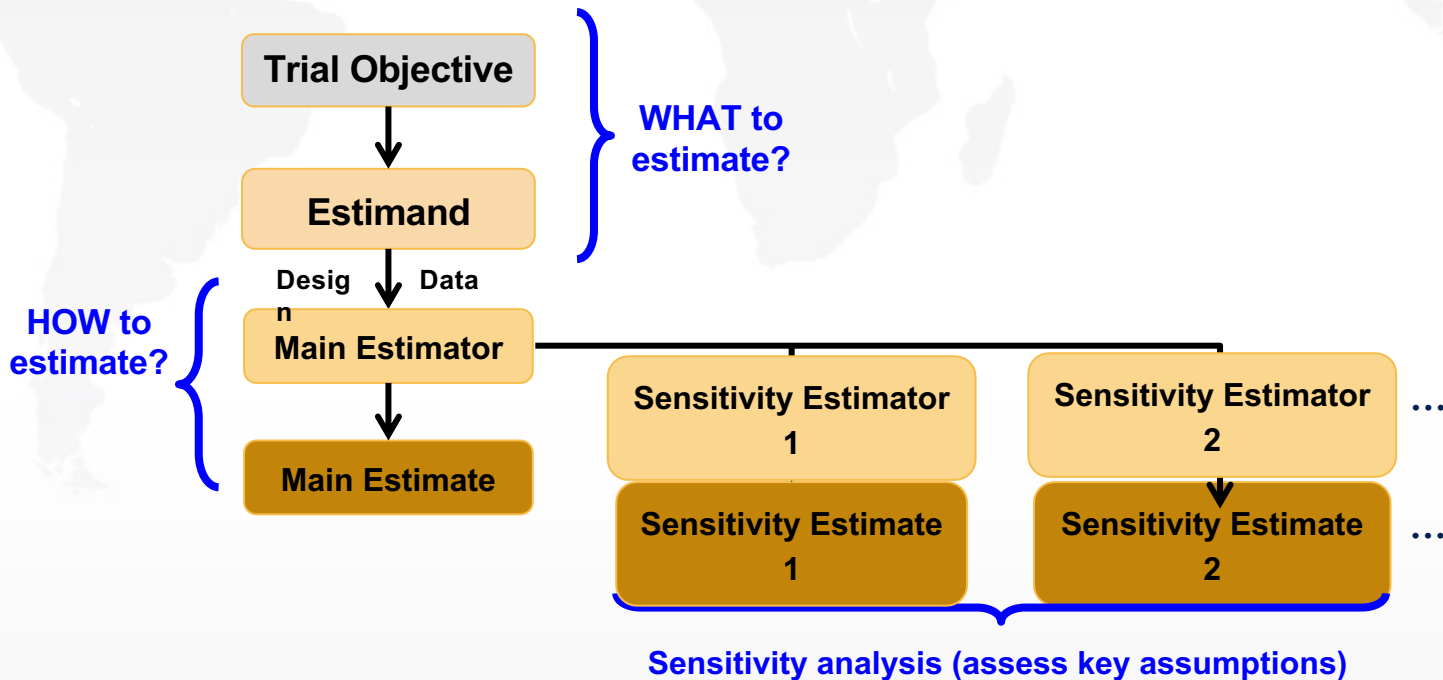 Trial Objective
WHAT to
estimate?
Estimand
Desig
n
Data
HOW to
estimate?
Main Estimator
Main Estimate
Sensitivity Estimator
1
Sensitivity Estimator
2
...
Sensitivity Estimate
1
Sensitivity Estimate
2
...
Sensitivity analysis (assess key assumptions)